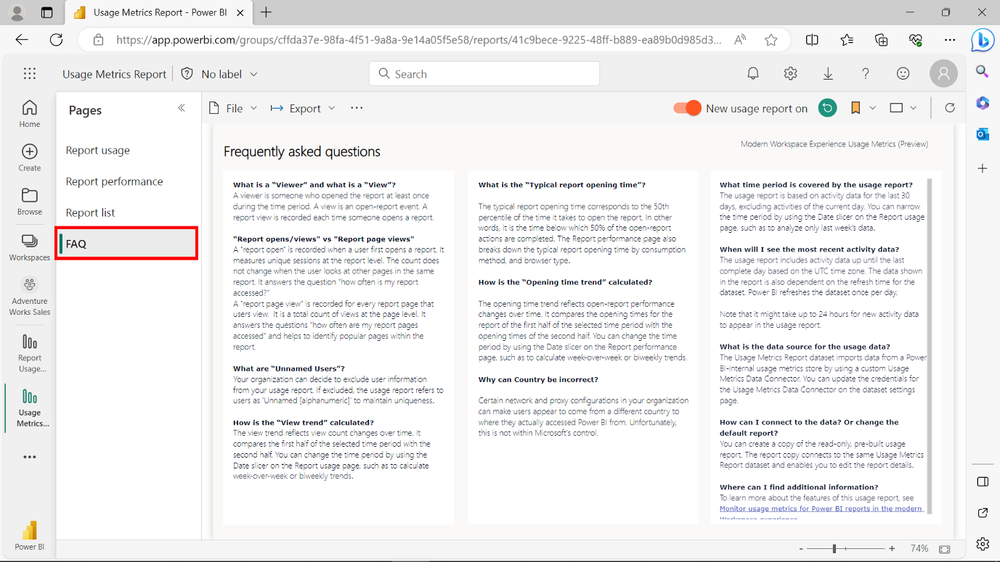 Usage Metrics Report - Power BI
https://app.powerbi.com/groups/cffda37e-98fa-4f51-9a8a-9e14a05f5e58/reports/41c9bece-9225-48ff-b889-ea89b0d985d3...
Usage Metrics Report
No label
Search
Home
Create
Browse
Workspaces
Adventure
Works Sales
Report
Usage...
Usage
Metrics...
Power BI
Pages
Report usage
Report performance
Report list
FAQ
File
Export
New usage report on
Frequently asked questions
Modern Workspace Experience Usage Metrics (Preview)
What is a “Viewer” and what is a “View”?
A viewer is someone who opened the report at least once
during the time period. A view is an open-report event. A
report view is recorded each time someone opens a report.
"Report opens/views" vs "Report page views"
A "report open" is recorded when a user first opens a report. It
measures unique sessions at the report level. The count does
not change when the user looks at other pages in the same
report. It answers the question "how often is my report
accessed?"
A "report page view" is recorded for every report page that
users view.  It is a total count of views at the page level. It
answers the questions "how often are my report pages
accessed" and helps to identify popular pages within the
report.
What are “Unnamed Users”?
Your organization can decide to exclude user information
from your usage report. If excluded, the usage report refers to
users as 'Unnamed [alphanumeric]' to maintain uniqueness.
How is the “View trend” calculated?
The view trend reflects view count changes over time. It
compares the first half of the selected time period with the
second half. You can change the time period by using the
Date slicer on the Report usage page, such as to calculate
week-over-week or biweekly trends.
What is the “Typical report opening time”?
The typical report opening time corresponds to the 50th
percentile of the time it takes to open the report. In other
words, it is the time below which 50% of the open-report
actions are completed. The Report performance page also
breaks down the typical report opening time by consumption
method, and browser type.
How is the “Opening time trend” calculated?
The opening time trend reflects open-report performance
changes over time. It compares the opening times for the
report of the first half of the selected time period with the
opening times of the second half. You can change the time
period by using the Date slicer on the Report performance
page, such as to calculate week-over-week or biweekly trends.
Why can Country be incorrect?
Certain network and proxy configurations in your organization
can make users appear to come from a different country to
where they actually accessed Power BI from. Unfortunately,
this is not within Microsoft's control.
What time period is covered by the usage report?
The usage report is based on activity data for the last 30
days, excluding activities of the current day. You can narrow
the time period by using the Date slicer on the Report usage
page, such as to analyze only last week's data.
When will I see the most recent activity data?
The usage report includes activity data up until the last
complete day based on the UTC time zone. The data shown
in the report is also dependent on the refresh time for the
dataset. Power BI refreshes the dataset once per day.
Note that it might take up to 24 hours for new activity data
to appear in the usage report.
What is the data source for the usage data?
The Usage Metrics Report dataset imports data from a Power
BI-internal usage metrics store by using a custom Usage
Metrics Data Connector. You can update the credentials for
the Usage Metrics Data Connector on the dataset settings
page.
How can I connect to the data? Or change the
default report?
You can create a copy of the read-only, pre-built usage
report. The report copy connects to the same Usage Metrics
Report dataset and enables you to edit the report details.
Where can I find additional information?
To learn more about the features of this usage report, see
Monitor usage metrics for Power BI reports in the modern
Workspace experience
- + 74%